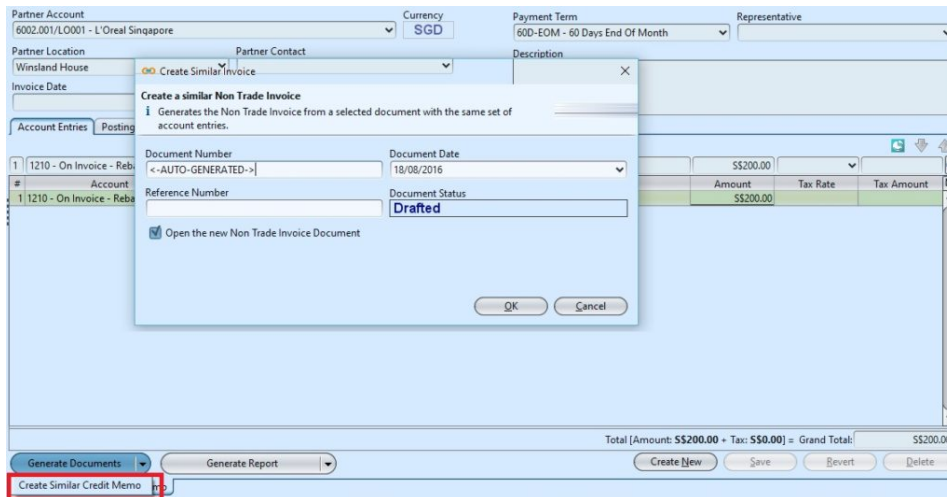 Partner Account Currency Payment Term Representative
6002.001/LO001 - L'Oreal Singapore SGD 60D-EOM - 60 Days End Of Month
Partner Location Partner Contact Description
Winsland House
Invoice Date
Create Similar Invoice
Create a similar Non Trade Invoice
i Generates the Non Trade Invoice from a selected document with the same set of
account entries.
Document Number Document Date
<-AUTO-GENERATED-> 18/08/2016
Reference Number Document Status
Drafted
Open the new Non Trade Invoice Document
OK Cancel
Account Entries Posting
1 1210 - On Invoice - Reba S$200.00
# Account Amount Tax Rate Tax Amount
1 1210 - On Invoice - Reba S$200.00
Total [Amount: S$200.00 + Tax: S$0.00] = Grand Total: S$200.0
Generate Documents Generate Report Create New Save Revert Delete
Create Similar Credit Memo